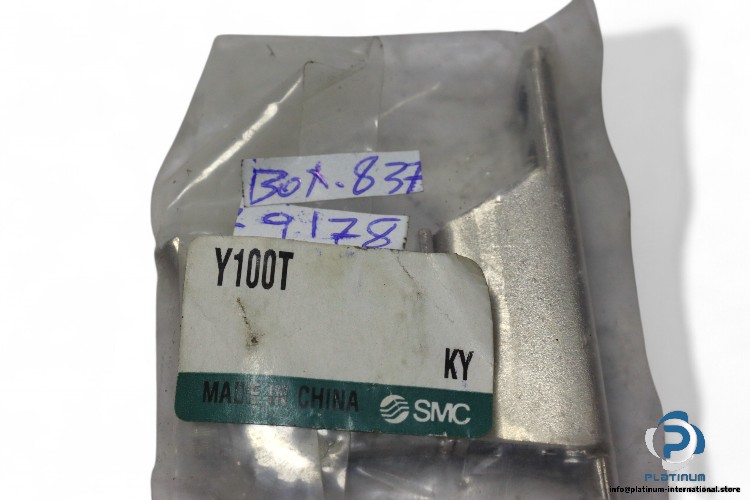 Box.837
9178
Y100T
KY
MADE IN CHINA SMC
PLATINUM
info@platinum-international.store